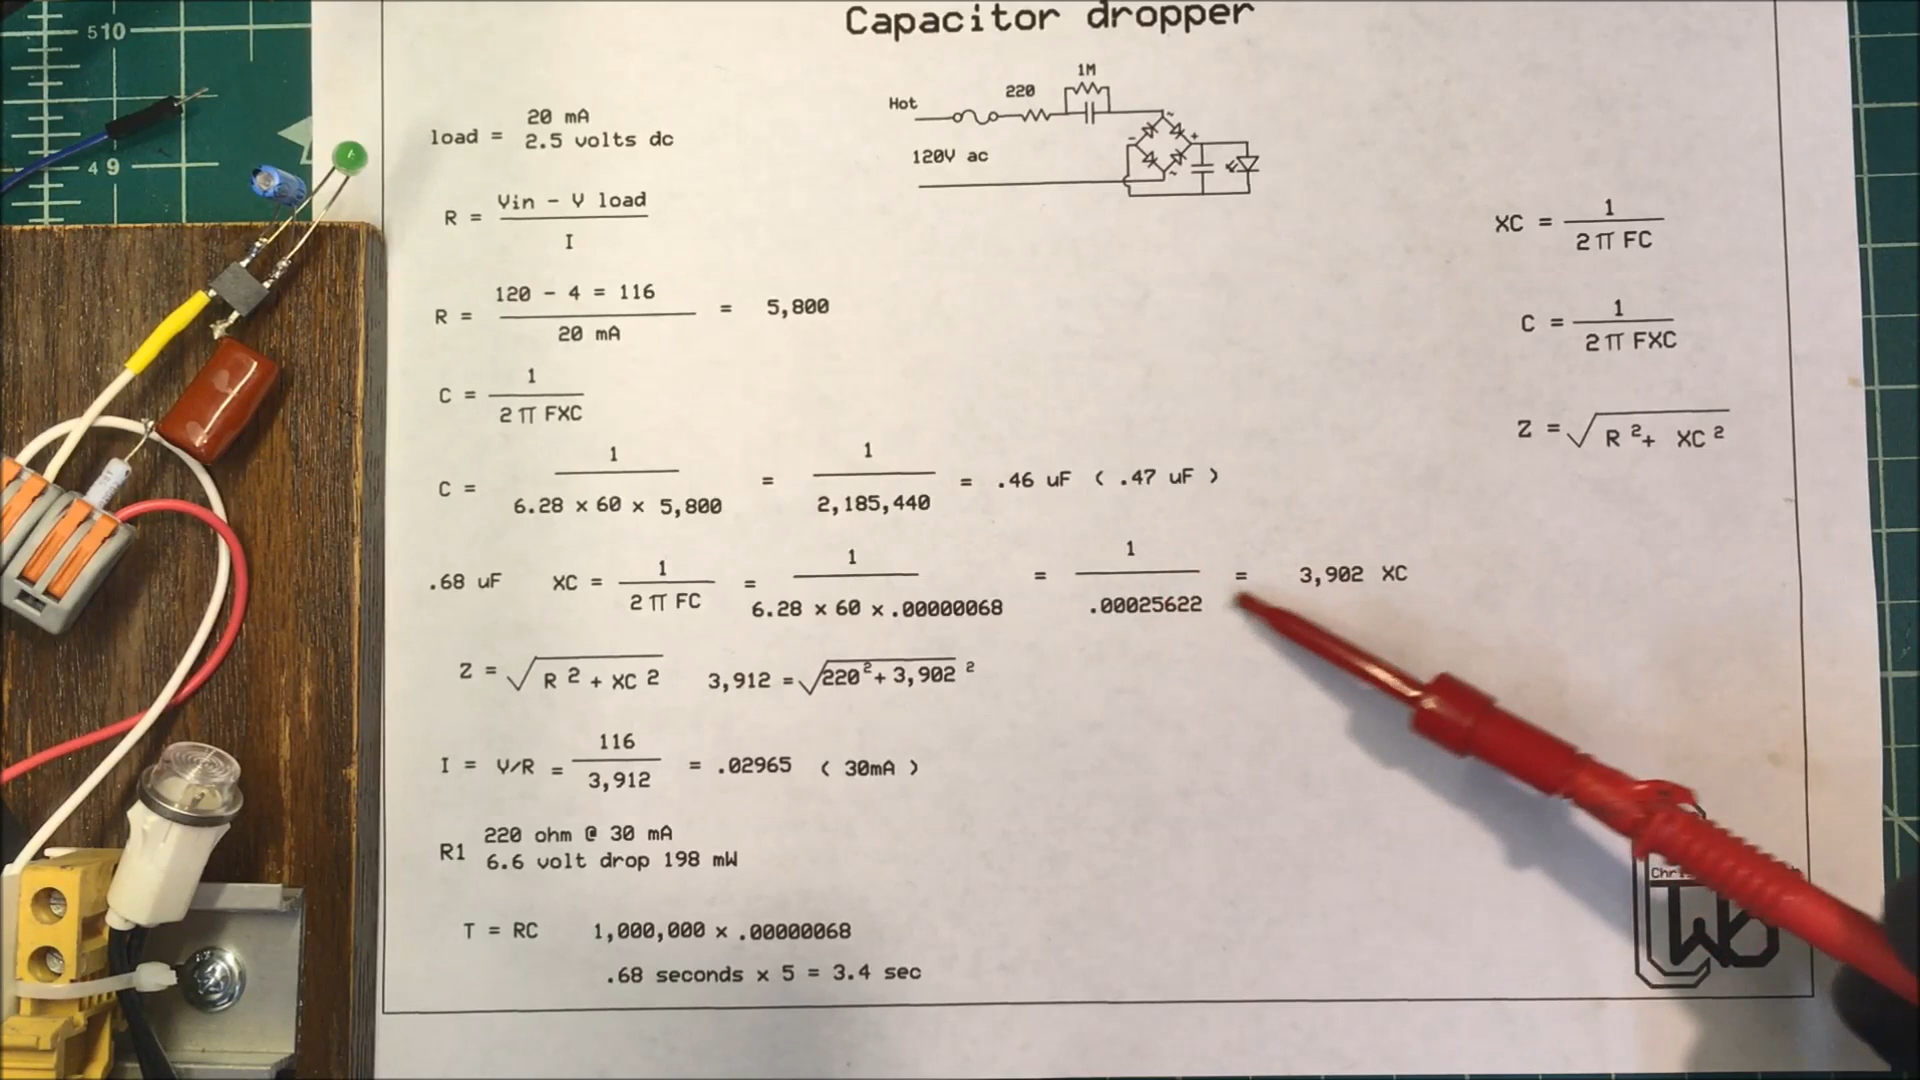 Capacitor dropper
510
49
1M
220
Hot
120V ac
load = 20 mA
2.5 volts dc
R = Vin - V load
I
R = 120 - 4 = 116 = 5,800
20 mA
C = 1
2 π FXC
C = 1 = 1 = .46 uF ( .47 uF )
6.28 x 60 x 5,800 2,185,440
.68 uF XC = 1 = 1 = 1 = 3,902 XC
2 π FC 6.28 x 60 x .00000068 .00025622
Z = √ R 2 + XC 2 3,912 = √220 2 + 3,902 2
I = V/R = 116 = .02965 ( 30mA )
3,912
R1 220 ohm @ 30 mA
6.6 volt drop 198 mW
T = RC 1,000,000 x .00000068
.68 seconds x 5 = 3.4 sec
XC = 1
2 π FC
C = 1
2 π FXC
Z = √ R 2 + XC 2